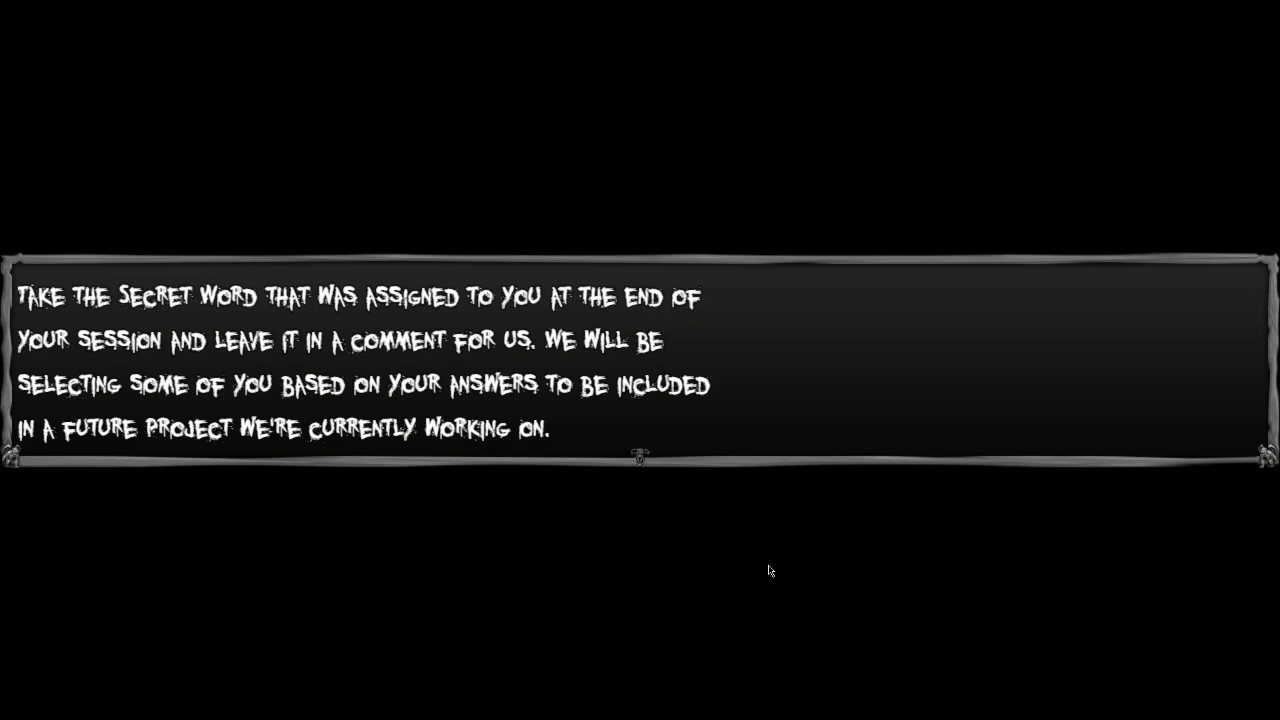 TAKE THE SECRET WORD THAT WAS ASSIGNED TO YOU AT THE END OF
YOUR SESSION AND LEAVE IT IN A COMMENT FOR US. WE WILL BE
SELECTING SOME OF YOU BASED ON YOUR ANSWERS TO BE INCLUDED
IN A FUTURE PROJECT WE'RE CURRENTLY WORKING ON.